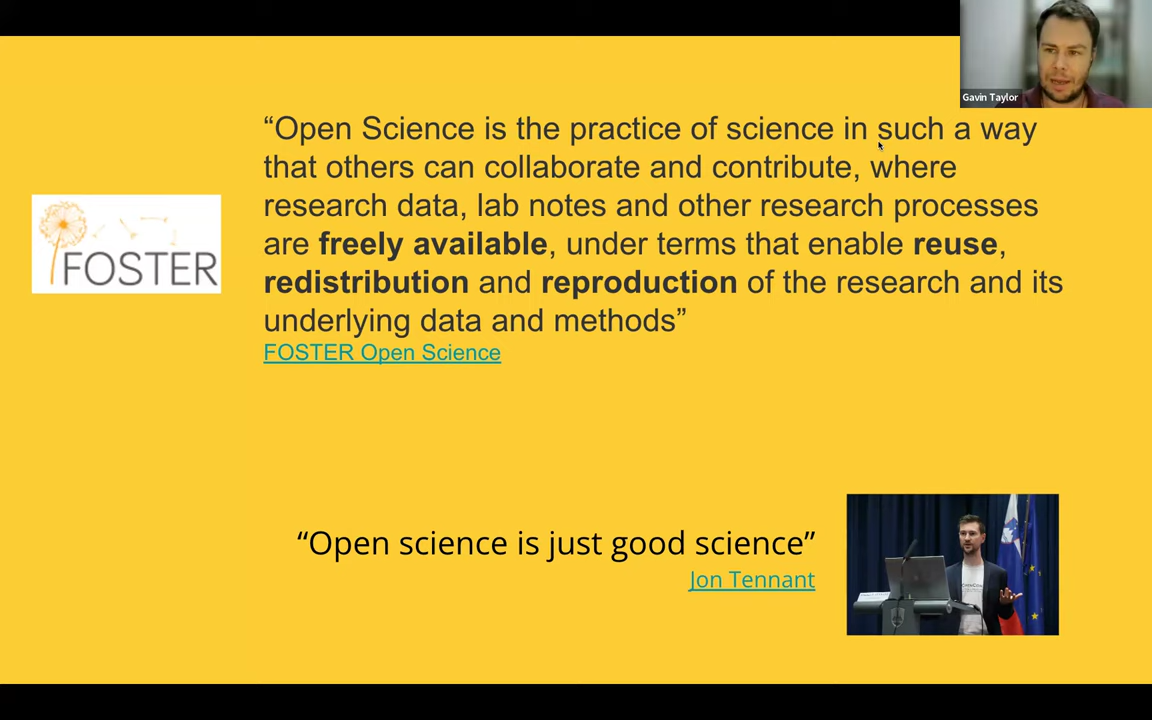 Gavin Taylor
“Open Science is the practice of science in such a way
that others can collaborate and contribute, where
research data, lab notes and other research processes
are freely available, under terms that enable reuse,
redistribution and reproduction of the research and its
underlying data and methods”
FOSTER Open Science
FOSTER
“Open science is just good science”
Jon Tennant